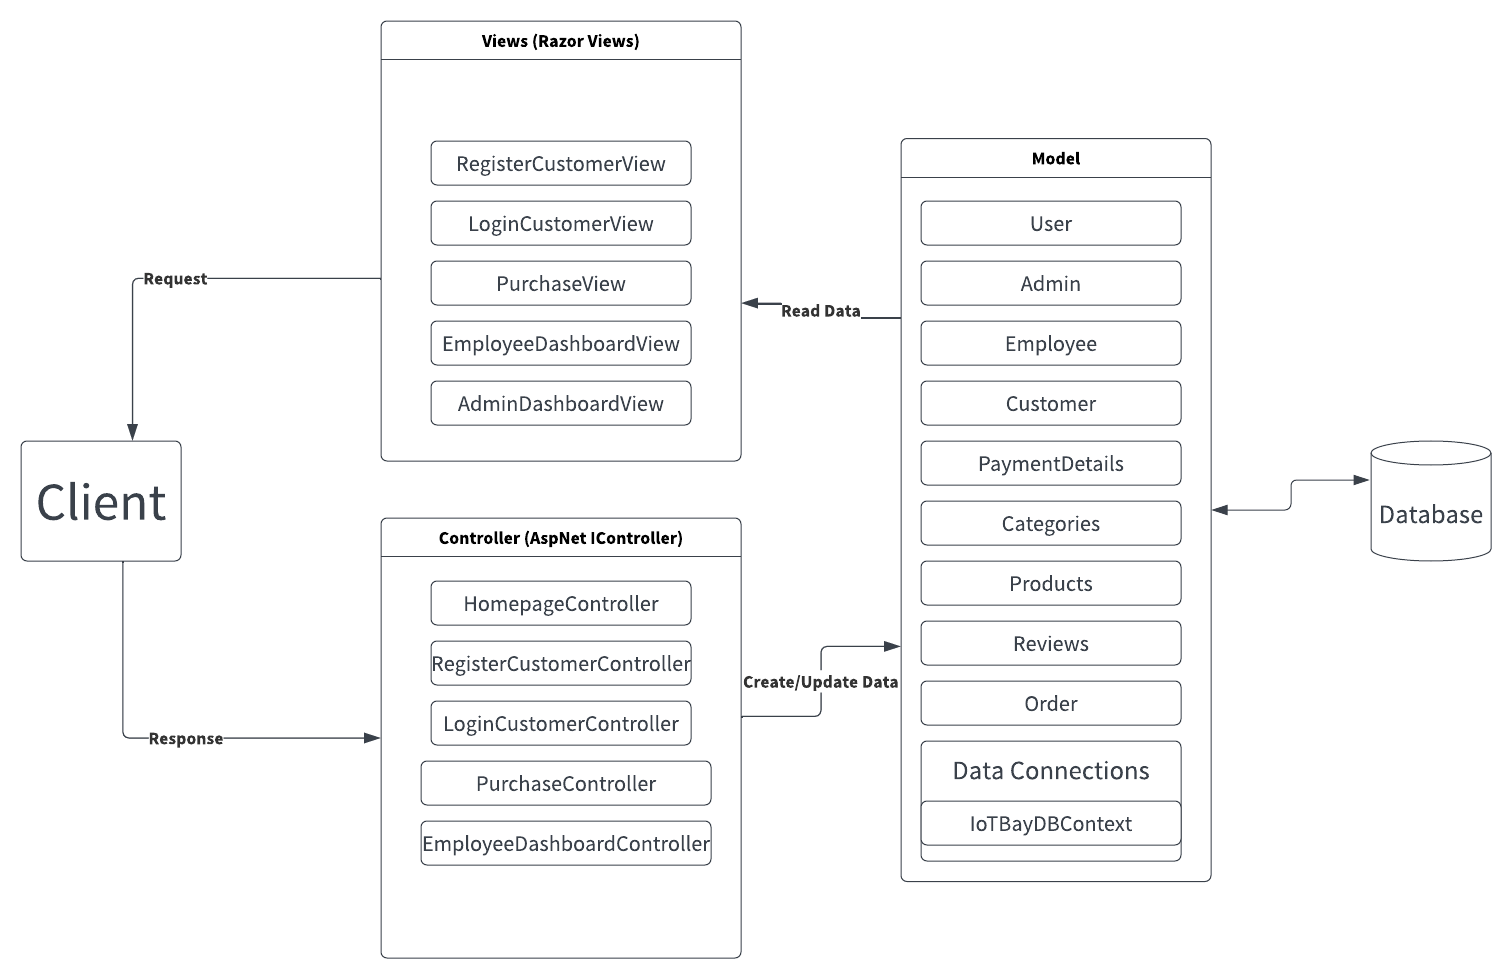 Views (Razor Views)
RegisterCustomerView
LoginCustomerView
PurchaseView
EmployeeDashboardView
AdminDashboardView
Request
Read Data
Client
Controller (AspNet IController)
HomepageController
RegisterCustomerController
LoginCustomerController
PurchaseController
EmployeeDashboardController
Response
Create/Update Data
Model
User
Admin
Employee
Customer
PaymentDetails
Categories
Products
Reviews
Order
Data Connections
IoTBayDBContext
Database